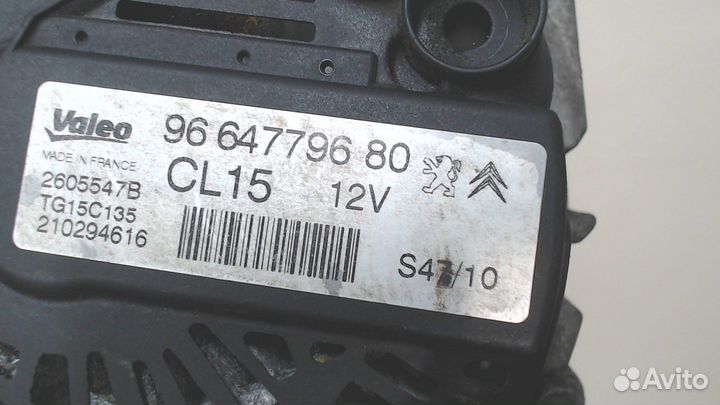 Valeo
96 647796 80
MADE IN FRANCE
CL15 12V
2605547B
TG15C135
210294616
S47/10
Avito